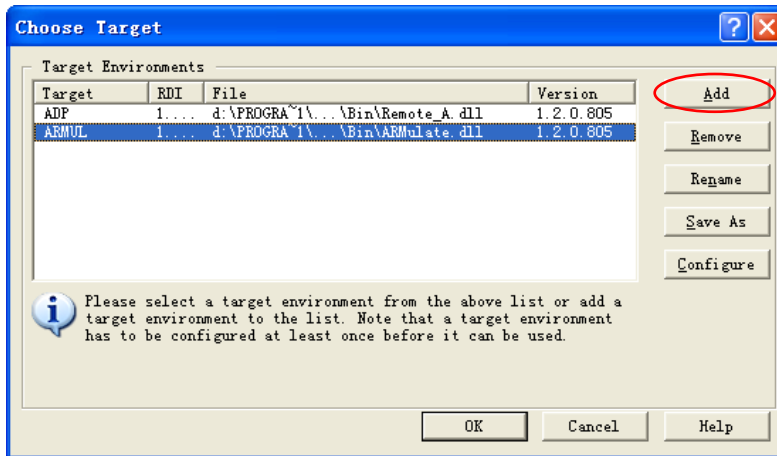 Choose Target
Target Environments
Target RDI File Version
ADP 1.... d:\PROGRA~1\...\Bin\Remote_A.dll 1.2.0.805
ARMUL 1.... d:\PROGRA~1\...\Bin\ARMulate.dll 1.2.0.805
Add
Remove
Rename
Save As
Configure
Please select a target environment from the above list or add a
target environment to the list. Note that a target environment
has to be configured at least once before it can be used.
OK Cancel Help